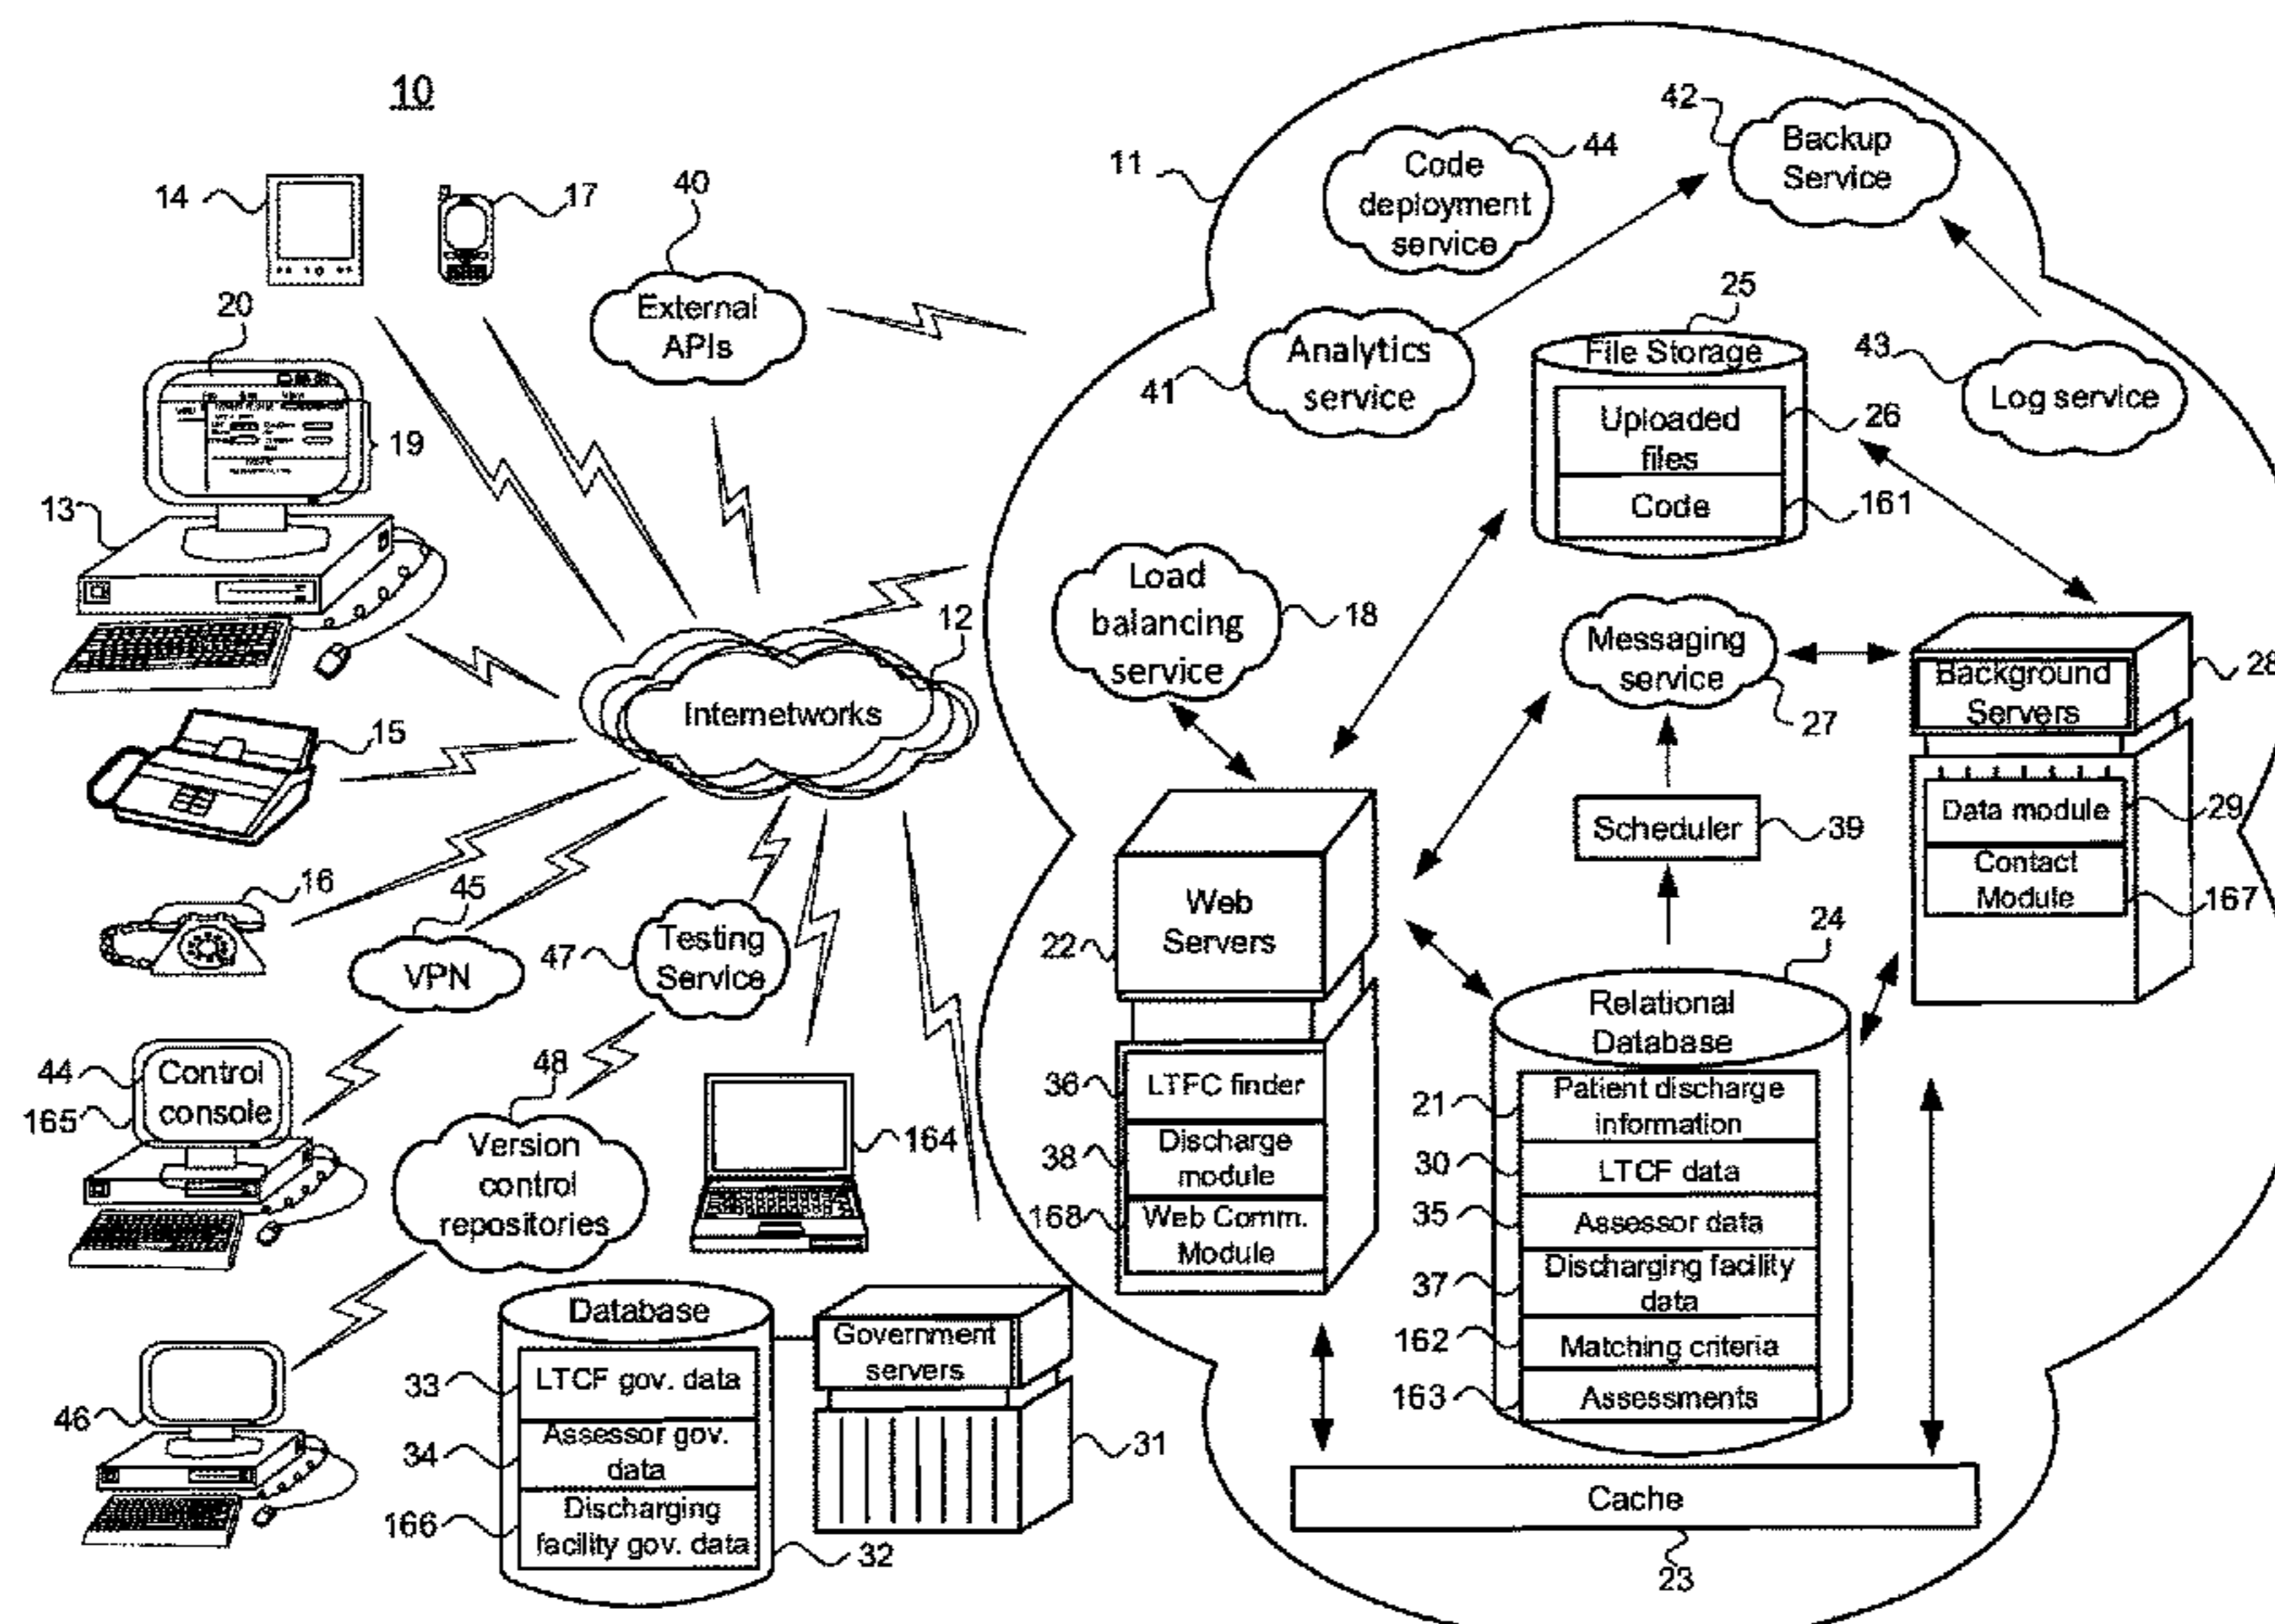 10
14
17
40
External
APIs
20
19
13
12
Internetworks
15
16
45
VPN
47
Testing
Service
44
165
Control
console
48
Version
control
repositories
164
46
Database
33
LTCF gov. data
34
Assessor gov.
data
166
Discharging
facility gov. data
32
Government
servers
31
11
Code
deployment
service
44
42
Backup
Service
41
Analytics
service
25
File Storage
Uploaded
files
26
Code
161
43
Log service
Load
balancing
service
18
Messaging
service
27
Background
Servers
28
Data module
29
Contact
Module
167
Scheduler
39
Web
Servers
22
36
LTFC finder
38
Discharge
module
168
Web Comm.
Module
24
Relational
Database
21
Patient discharge
information
30
LTCF data
35
Assessor data
37
Discharging facility
data
162
Matching criteria
163
Assessments
Cache
23